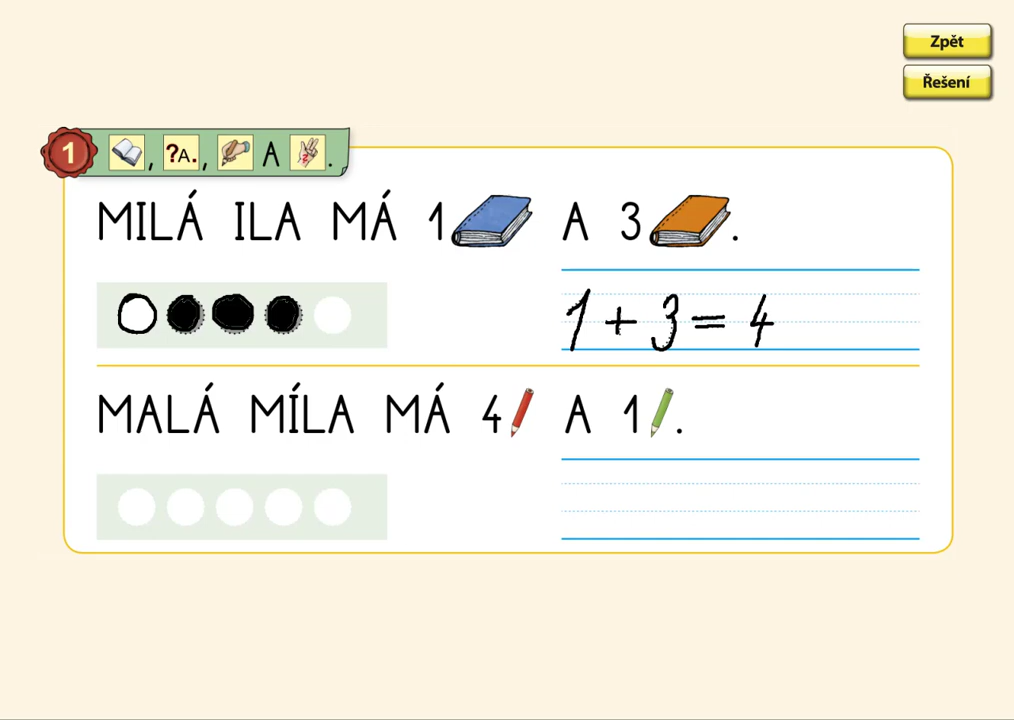 Zpět
Řešení
1 , ?A. , A .
MILÁ ILA MÁ 1 A 3 .
1 + 3 = 4
MALÁ MÍLA MÁ 4 A 1 .